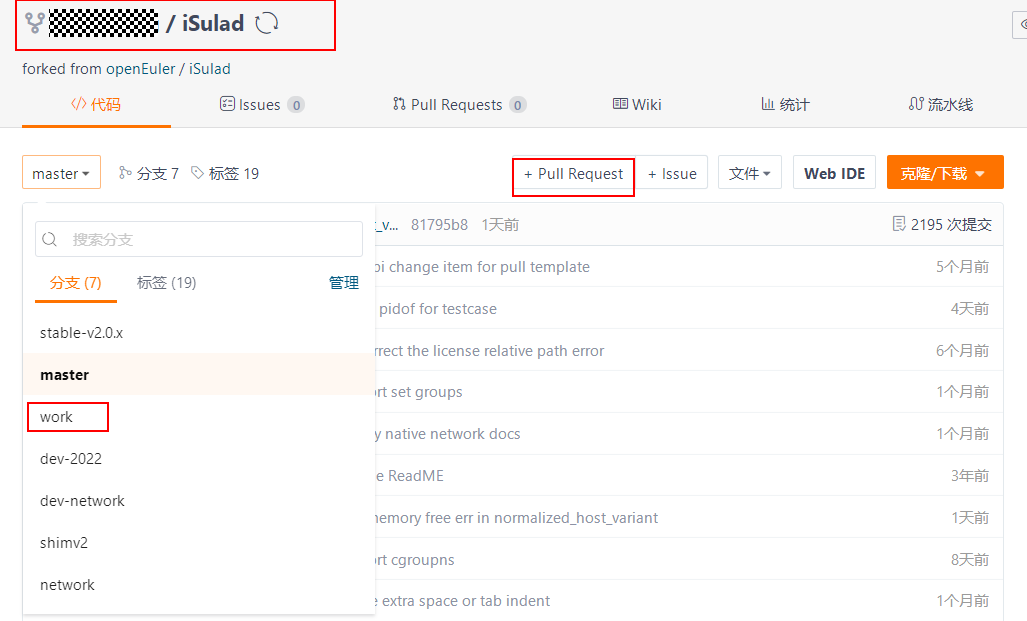 / iSulad
forked from openEuler / iSulad
</> 代码 Issues 0 Pull Requests 0 Wiki 统计 流水线
master 分支 7 标签 19 + Pull Request + Issue 文件 Web IDE 克隆/下载
_v... 81795b8 1天前 2195 次提交
搜索分支
change item for pull template 5个月前
分支 (7) 标签 (19) 管理
pidof for testcase 4天前
stable-v2.0.x
the license relative path error 6个月前
master
set groups 1个月前
work
native network docs 1个月前
dev-2022
ReadME 3年前
dev-network
free err in normalized_host_variant 1天前
shimv2
cgroupns 8天前
network
extra space or tab indent 1个月前